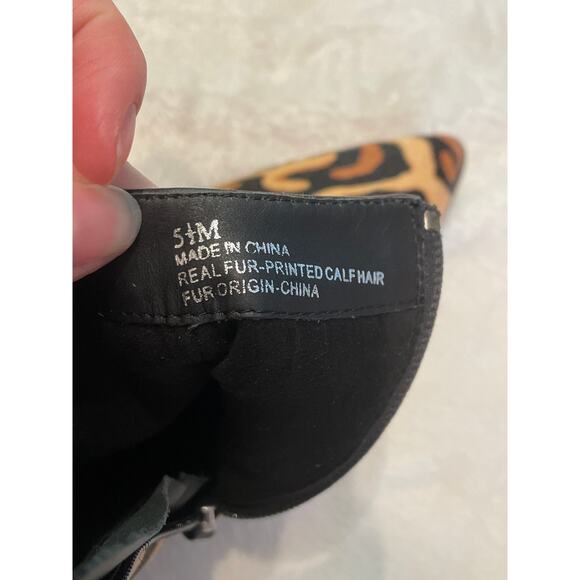 5½M
MADE IN CHINA
REAL FUR-PRINTED CALF HAIR
FUR ORIGIN-CHINA